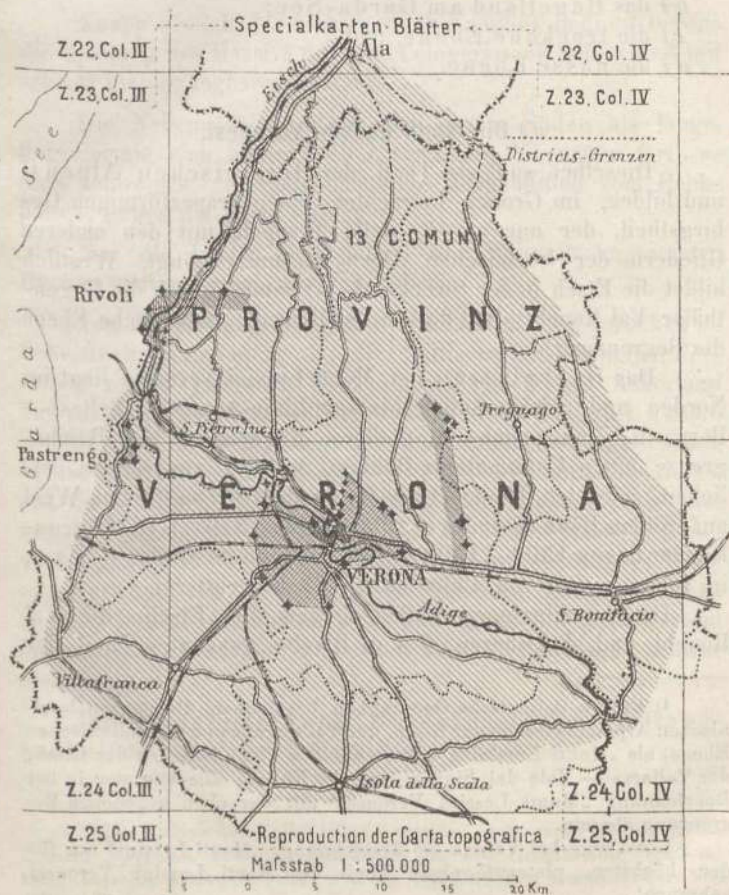 Specialkarten-Blätter
Z.22, Col. III
Ala
Z.22, Col. IV
Z.23, Col. III
Etsch
Z.23, Col. IV
Districts-Grenzen
See
13 COMUNI
Rivoli
PROVINZ
Garda
S. Pietro Inc.
Tregnago
Pastrengo
VERONA
VERONA
Adige
S. Bonifacio
Villafranca
Isola della Scala
Z.24 Col. III
Z.24, Col. IV
Z.25 Col. III
Reproduction der Carta topografica
Z.25, Col. IV
Maſsstab 1:500.000
5 0 5 10 15 20 Km.